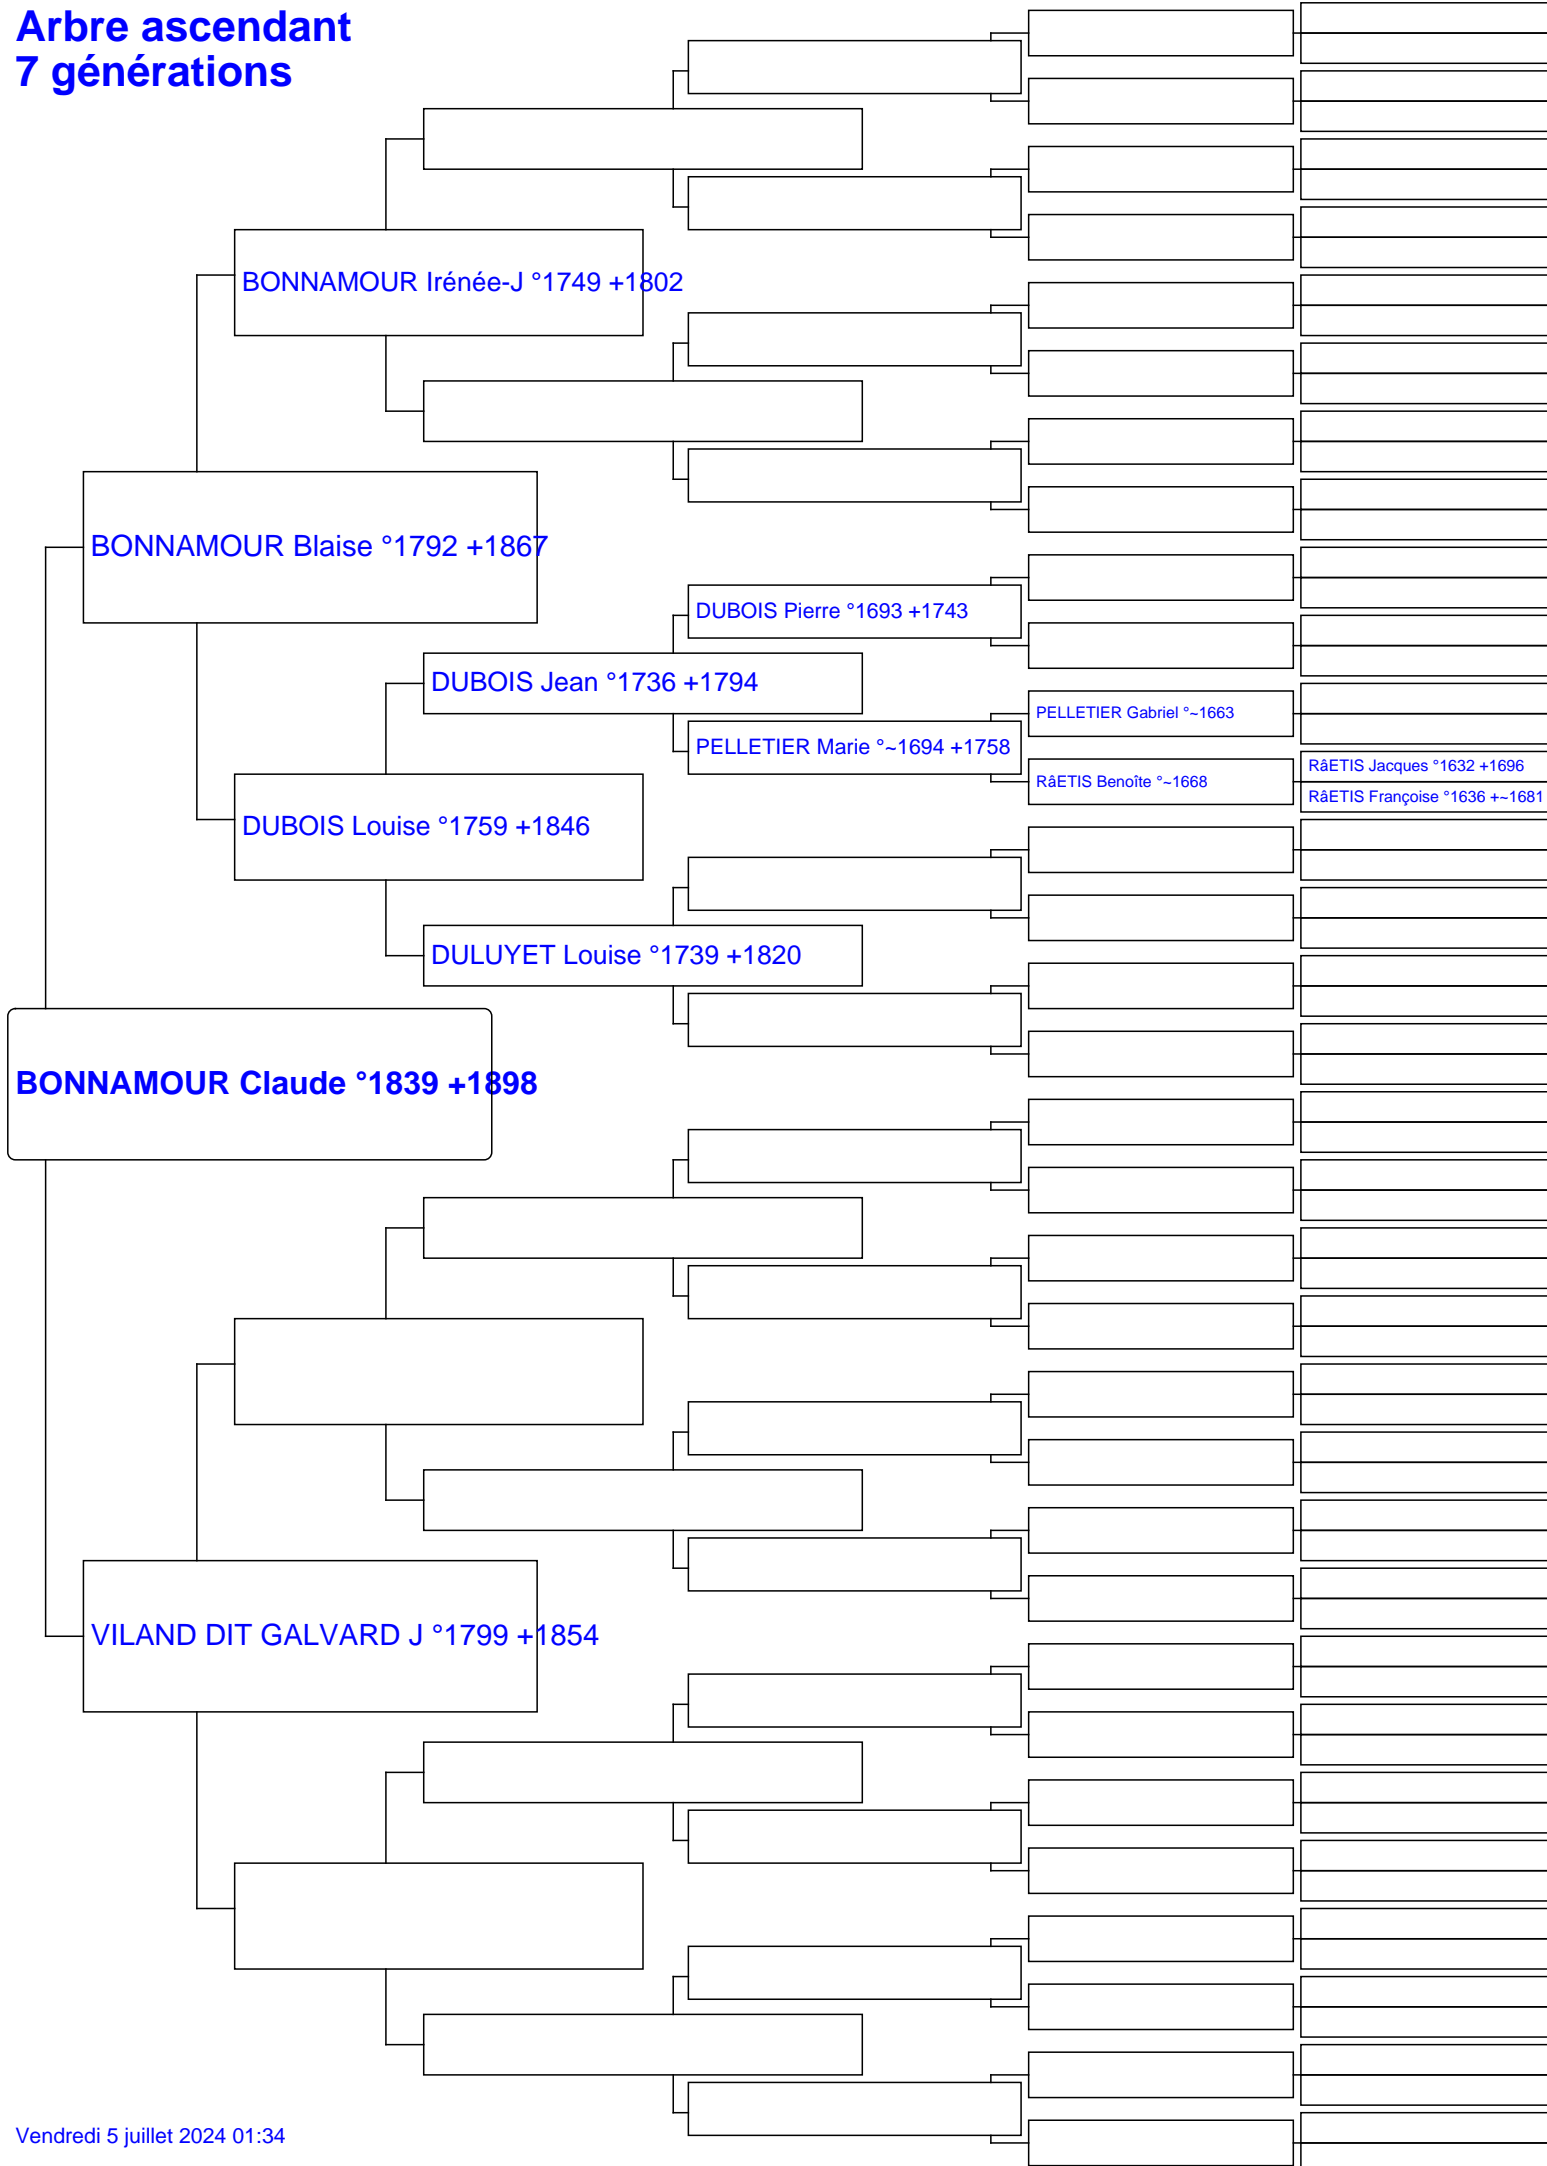 Arbre ascendant
7 générations
BONNAMOUR Irénée-J °1749 +1802
BONNAMOUR Blaise °1792 +1867
DUBOIS Pierre °1693 +1743
DUBOIS Jean °1736 +1794
PELLETIER Gabriel °~1663
PELLETIER Marie °~1694 +1758
RâETIS Jacques °1632 +1696
RâETIS Benoîte °~1668
RâETIS Françoise °1636 +~1681
DUBOIS Louise °1759 +1846
DULUYET Louise °1739 +1820
BONNAMOUR Claude °1839 +1898
VILAND DIT GALVARD J °1799 +1854
Vendredi 5 juillet 2024 01:34